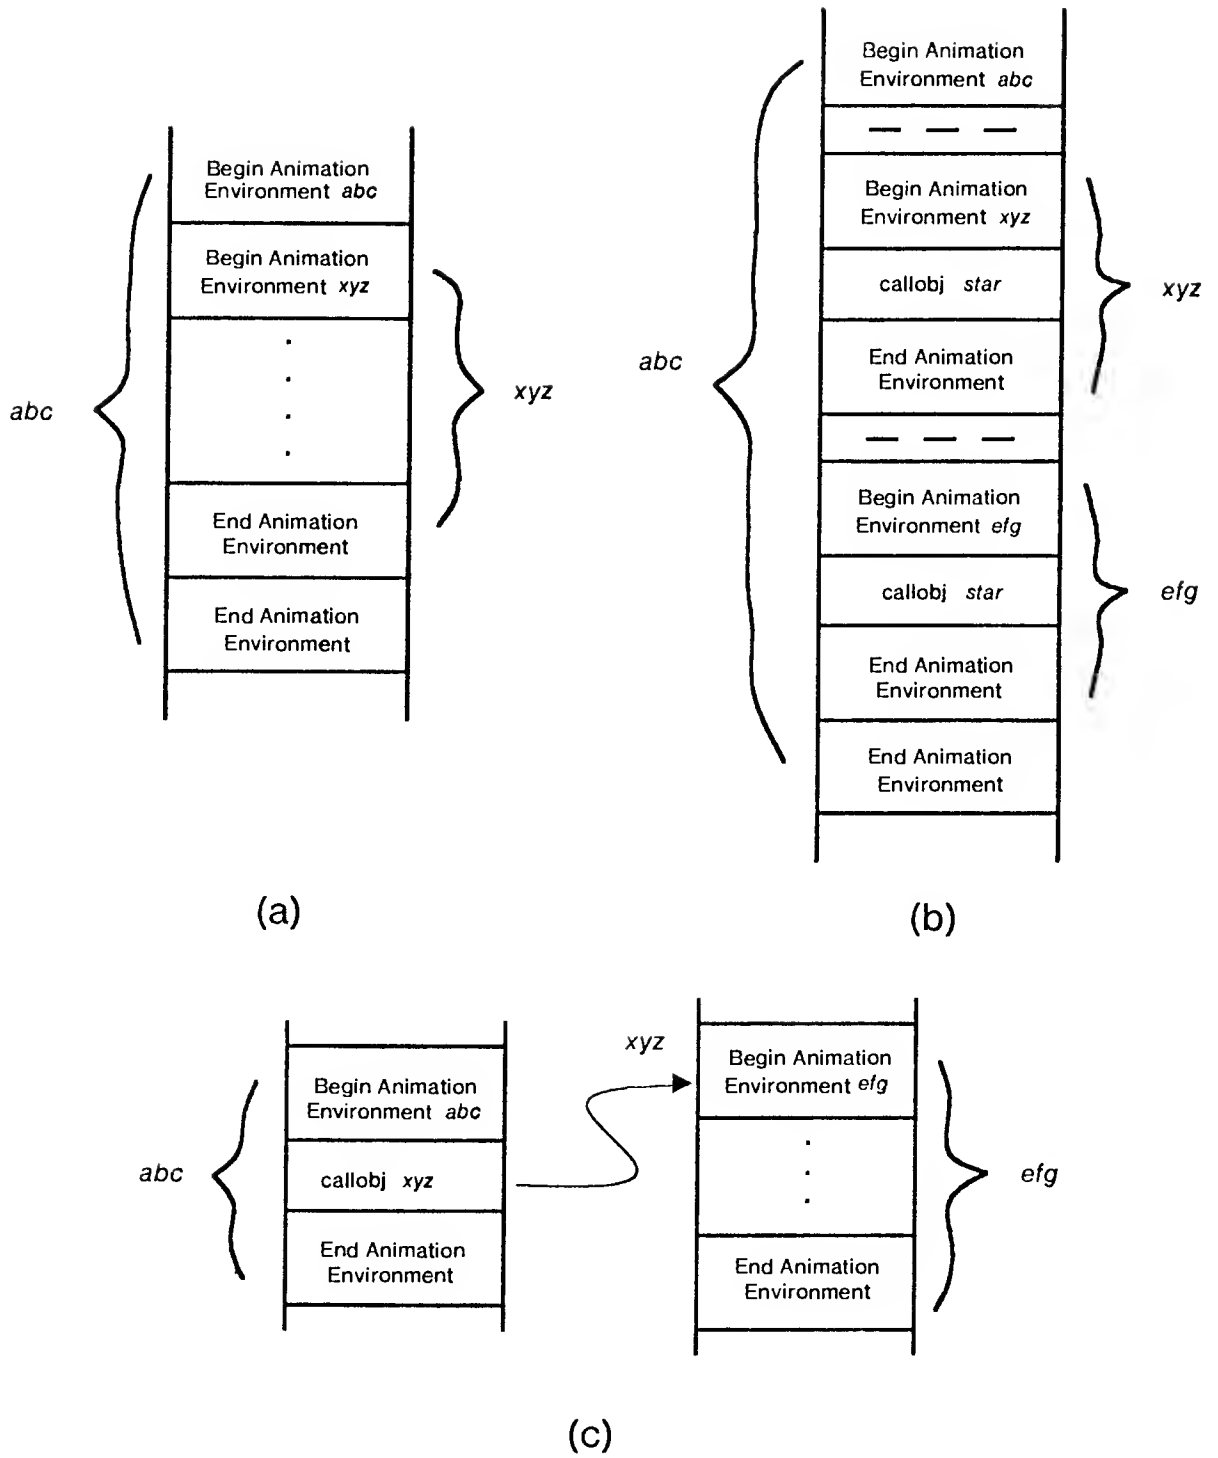 Begin Animation
Environment abc
Begin Animation
Environment xyz
End Animation
Environment
End Animation
Environment
abc
xyz
(a)
Begin Animation
Environment abc
Begin Animation
Environment xyz
callobj star
End Animation
Environment
Begin Animation
Environment efg
callobj star
End Animation
Environment
End Animation
Environment
abc
xyz
efg
(b)
Begin Animation
Environment abc
callobj xyz
End Animation
Environment
abc
xyz
Begin Animation
Environment efg
End Animation
Environment
efg
(c)